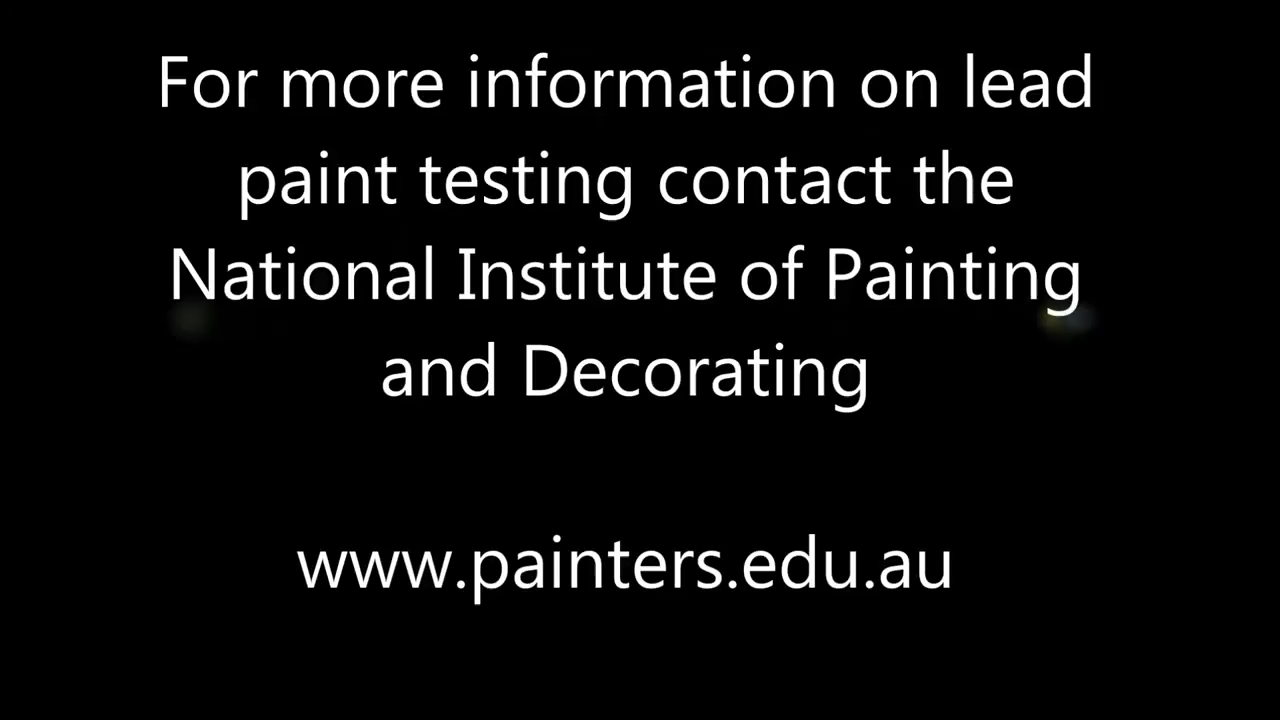 For more information on lead
paint testing contact the
National Institute of Painting
and Decorating
www.painters.edu.au